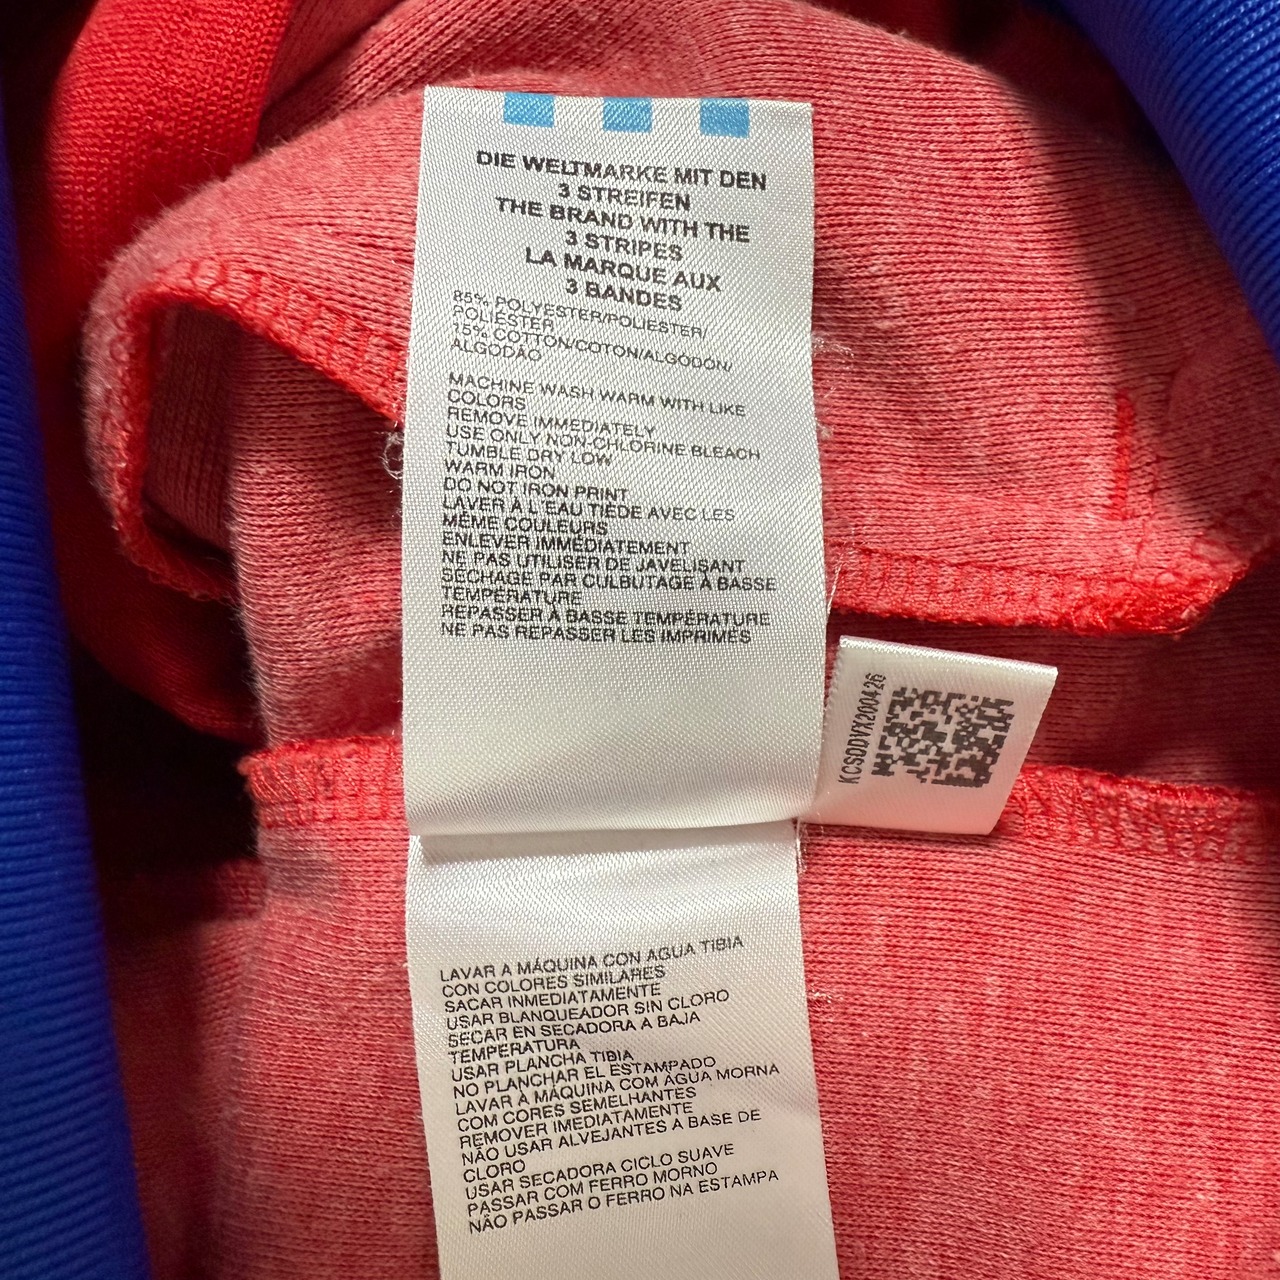 DIE WELTMARKE MIT DEN
3 STREIFEN
THE BRAND WITH THE
3 STRIPES
LA MARQUE AUX
3 BANDES
85% POLYESTER/POLIESTER/
POLIÉSTER
15% COTTON/COTON/ALGODÓN/
ALGODÃO
MACHINE WASH WARM WITH LIKE
COLORS
REMOVE IMMEDIATELY
USE ONLY NON-CHLORINE BLEACH
TUMBLE DRY LOW
WARM IRON
DO NOT IRON PRINT
LAVER À L'EAU TIÈDE AVEC LES
MÊME COULEURS
ENLEVER IMMÉDIATEMENT
NE PAS UTILISER DE JAVELISANT
SÉCHAGE PAR CULBUTAGE À BASSE
TEMPÉRATURE
REPASSER À BASSE TEMPÉRATURE
NE PAS REPASSER LES IMPRIMÉS
KCSDDVX200426
LAVAR A MÁQUINA CON AGUA TIBIA
CON COLORES SIMILARES
SACAR INMEDIATAMENTE
USAR BLANQUEADOR SIN CLORO
SECAR EN SECADORA A BAJA
TEMPERATURA
USAR PLANCHA TIBIA
NO PLANCHAR EL ESTAMPADO
LAVAR A MÁQUINA COM ÁGUA MORNA
COM CORES SEMELHANTES
REMOVER IMEDIATAMENTE
NÃO USAR ALVEJANTES A BASE DE
CLORO
USAR SECADORA CICLO SUAVE
PASSAR COM FERRO MORNO
NÃO PASSAR O FERRO NA ESTAMPA